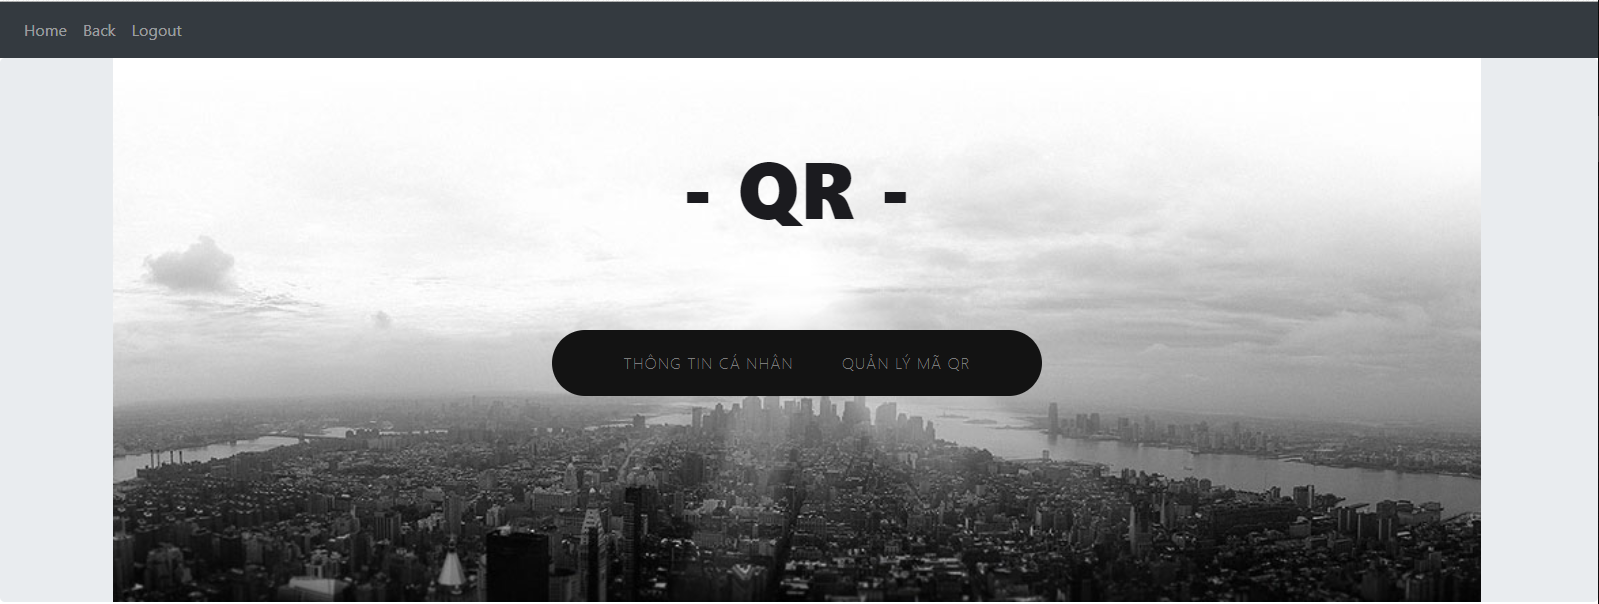 Home Back Logout
- QR -
THÔNG TIN CÁ NHÂN QUẢN LÝ MÃ QR